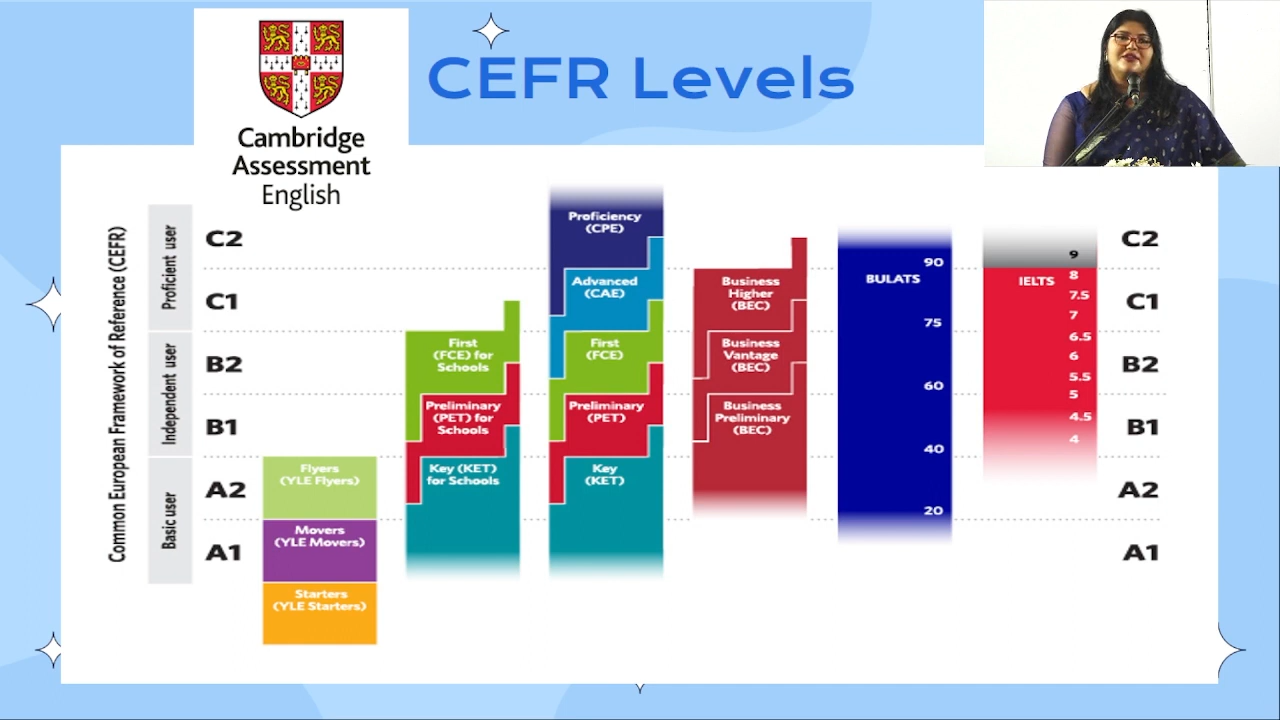 CEFR Levels
Cambridge
Assessment
English
Common European Framework of Reference (CEFR)
Proficient user
Independent user
Basic user
C2
C1
B2
B1
A2
A1
Flyers
(YLE Flyers)
Movers
(YLE Movers)
Starters
(YLE Starters)
First
(FCE) for
Schools
Preliminary
(PET) for
Schools
Key (KET)
for Schools
Proficiency
(CPE)
Advanced
(CAE)
First
(FCE)
Preliminary
(PET)
Key
(KET)
Business
Higher
(BEC)
Business
Vantage
(BEC)
Business
Preliminary
(BEC)
BULATS
90
75
60
40
20
IELTS
9
8
7.5
7
6.5
6
5.5
5
4.5
4
C2
C1
B2
B1
A2
A1